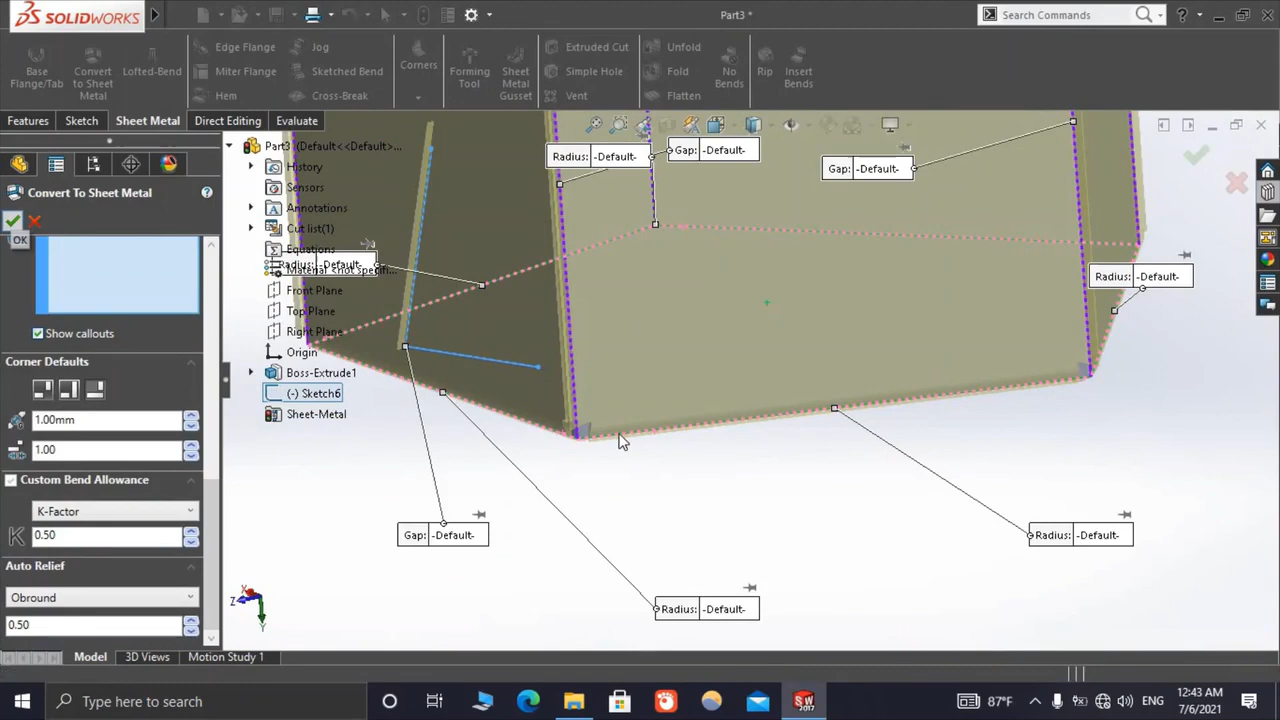 SOLIDWORKS
Part3 *
Search Commands
?
Base Flange/Tab
Convert to Sheet Metal
Lofted-Bend
Edge Flange
Miter Flange
Hem
Jog
Sketched Bend
Cross-Break
Corners
Forming Tool
Sheet Metal Gusset
Extruded Cut
Simple Hole
Vent
Unfold
Fold
Flatten
No Bends
Rip
Insert Bends
Features
Sketch
Sheet Metal
Direct Editing
Evaluate
Convert To Sheet Metal
OK
Show callouts
Corner Defaults
1.00mm
1.00
Custom Bend Allowance
K-Factor
K
0.50
Auto Relief
Obround
0.50
Part3 (Default<<Default>...
History
Sensors
Annotations
Cut list(1)
Equations
Material <not specifi...
Front Plane
Top Plane
Right Plane
Origin
Boss-Extrude1
(-) Sketch6
Sheet-Metal
Radius: -Default-
Gap: -Default-
Gap: -Default-
Radius: -Default-
Radius: -Default-
Gap: -Default-
Radius: -Default-
Radius: -Default-
X
Z
Y
Model
3D Views
Motion Study 1
Type here to search
SW
2017
87°F
ENG
12:43 AM
7/6/2021